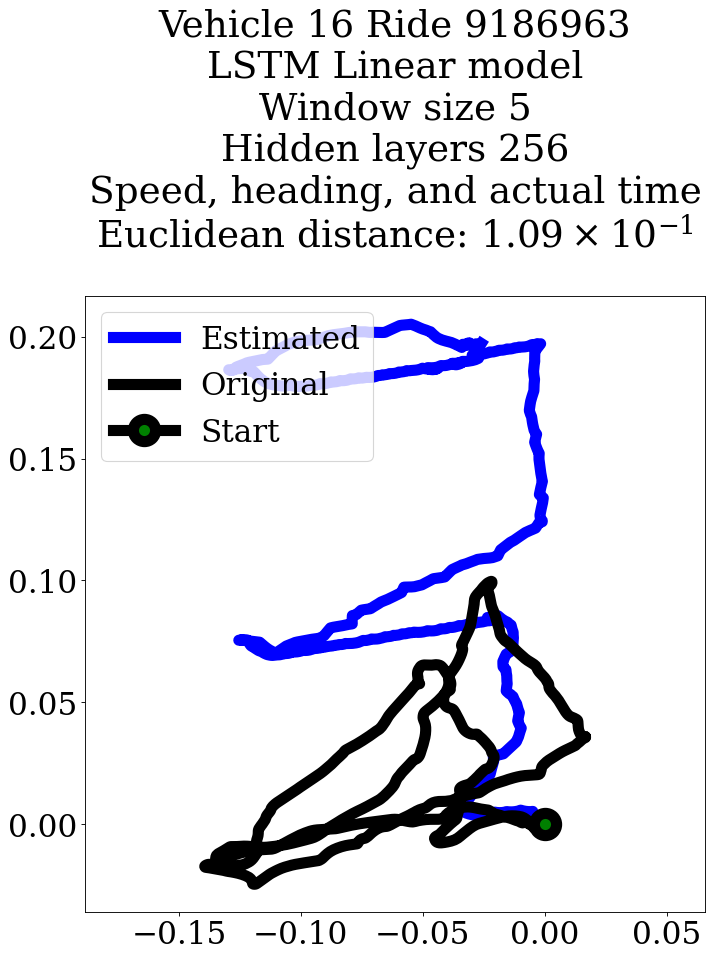 Vehicle 16 Ride 9186963
LSTM Linear model
Window size 5
Hidden layers 256
Speed, heading, and actual time
Euclidean distance: 1.09 × 10⁻¹
Estimated
Original
Start
0.20
0.15
0.10
0.05
0.00
−0.15 −0.10 −0.05 0.00 0.05